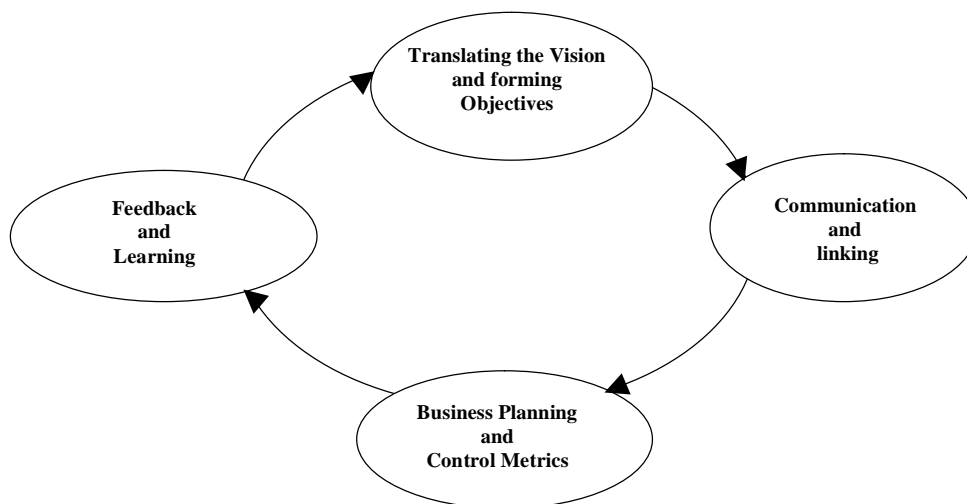 Translating the Vision
and forming
Objectives
Communication
and
linking
Business Planning
and
Control Metrics
Feedback
and
Learning